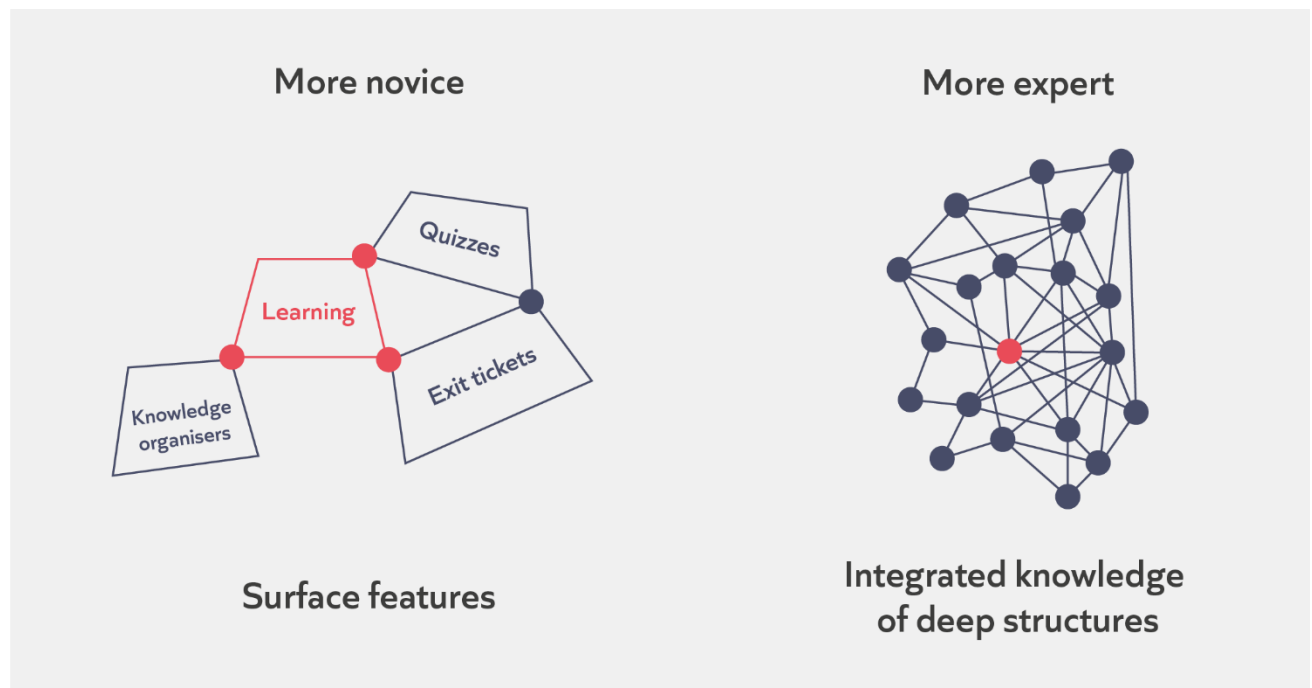 More novice
More expert
Quizzes
Learning
Exit tickets
Knowledge
organisers
Surface features
Integrated knowledge
of deep structures